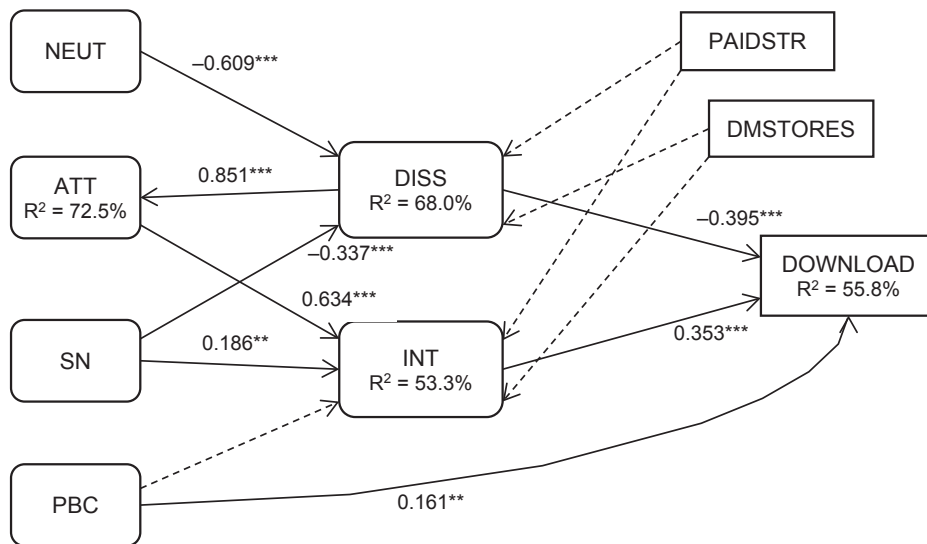 NEUT
PAIDSTR
–0.609***
DMSTORES
ATT
R² = 72.5%
0.851***
DISS
R² = 68.0%
–0.395***
–0.337***
DOWNLOAD
R² = 55.8%
0.634***
SN
0.186**
INT
R² = 53.3%
0.353***
PBC
0.161**